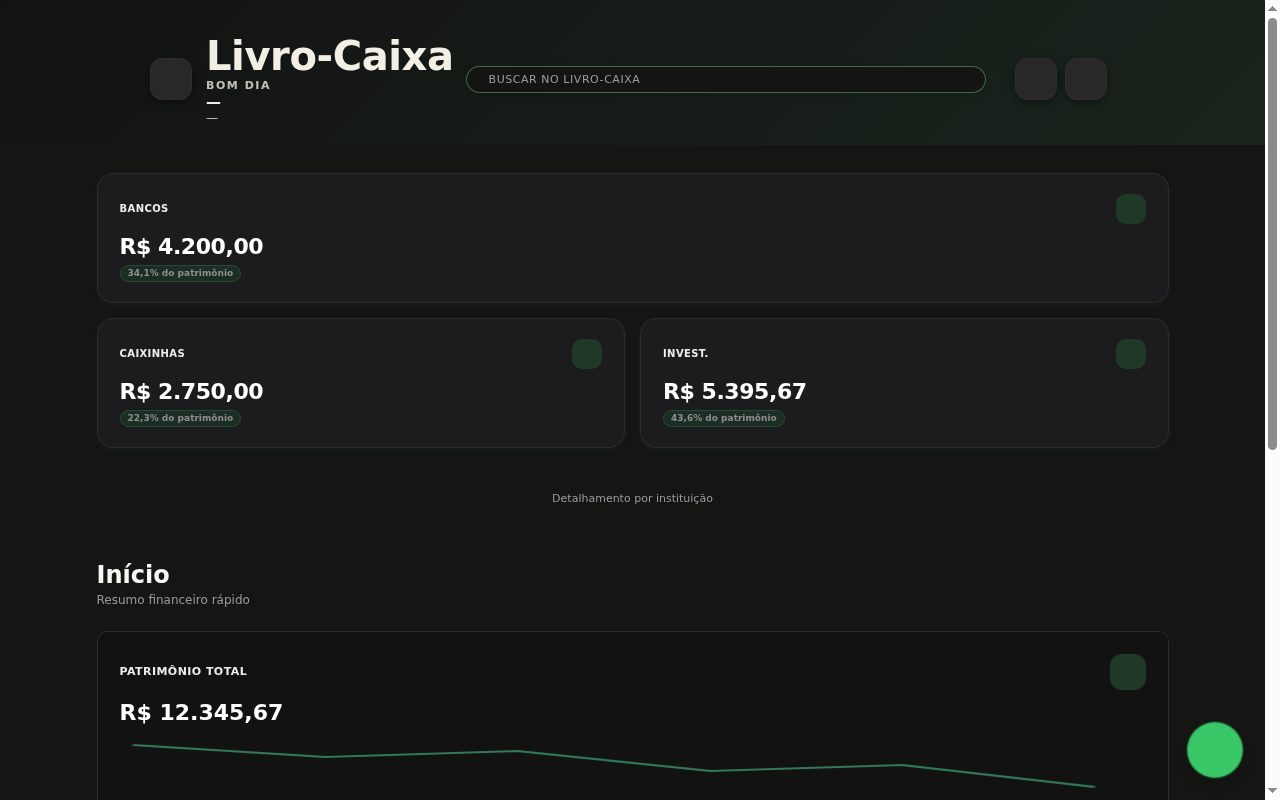 Livro-Caixa
BOM DIA
—
—
BUSCAR NO LIVRO-CAIXA
BANCOS
R$ 4.200,00
34,1% do patrimônio
CAIXINHAS
R$ 2.750,00
22,3% do patrimônio
INVEST.
R$ 5.395,67
43,6% do patrimônio
Detalhamento por instituição
Início
Resumo financeiro rápido
PATRIMÔNIO TOTAL
R$ 12.345,67